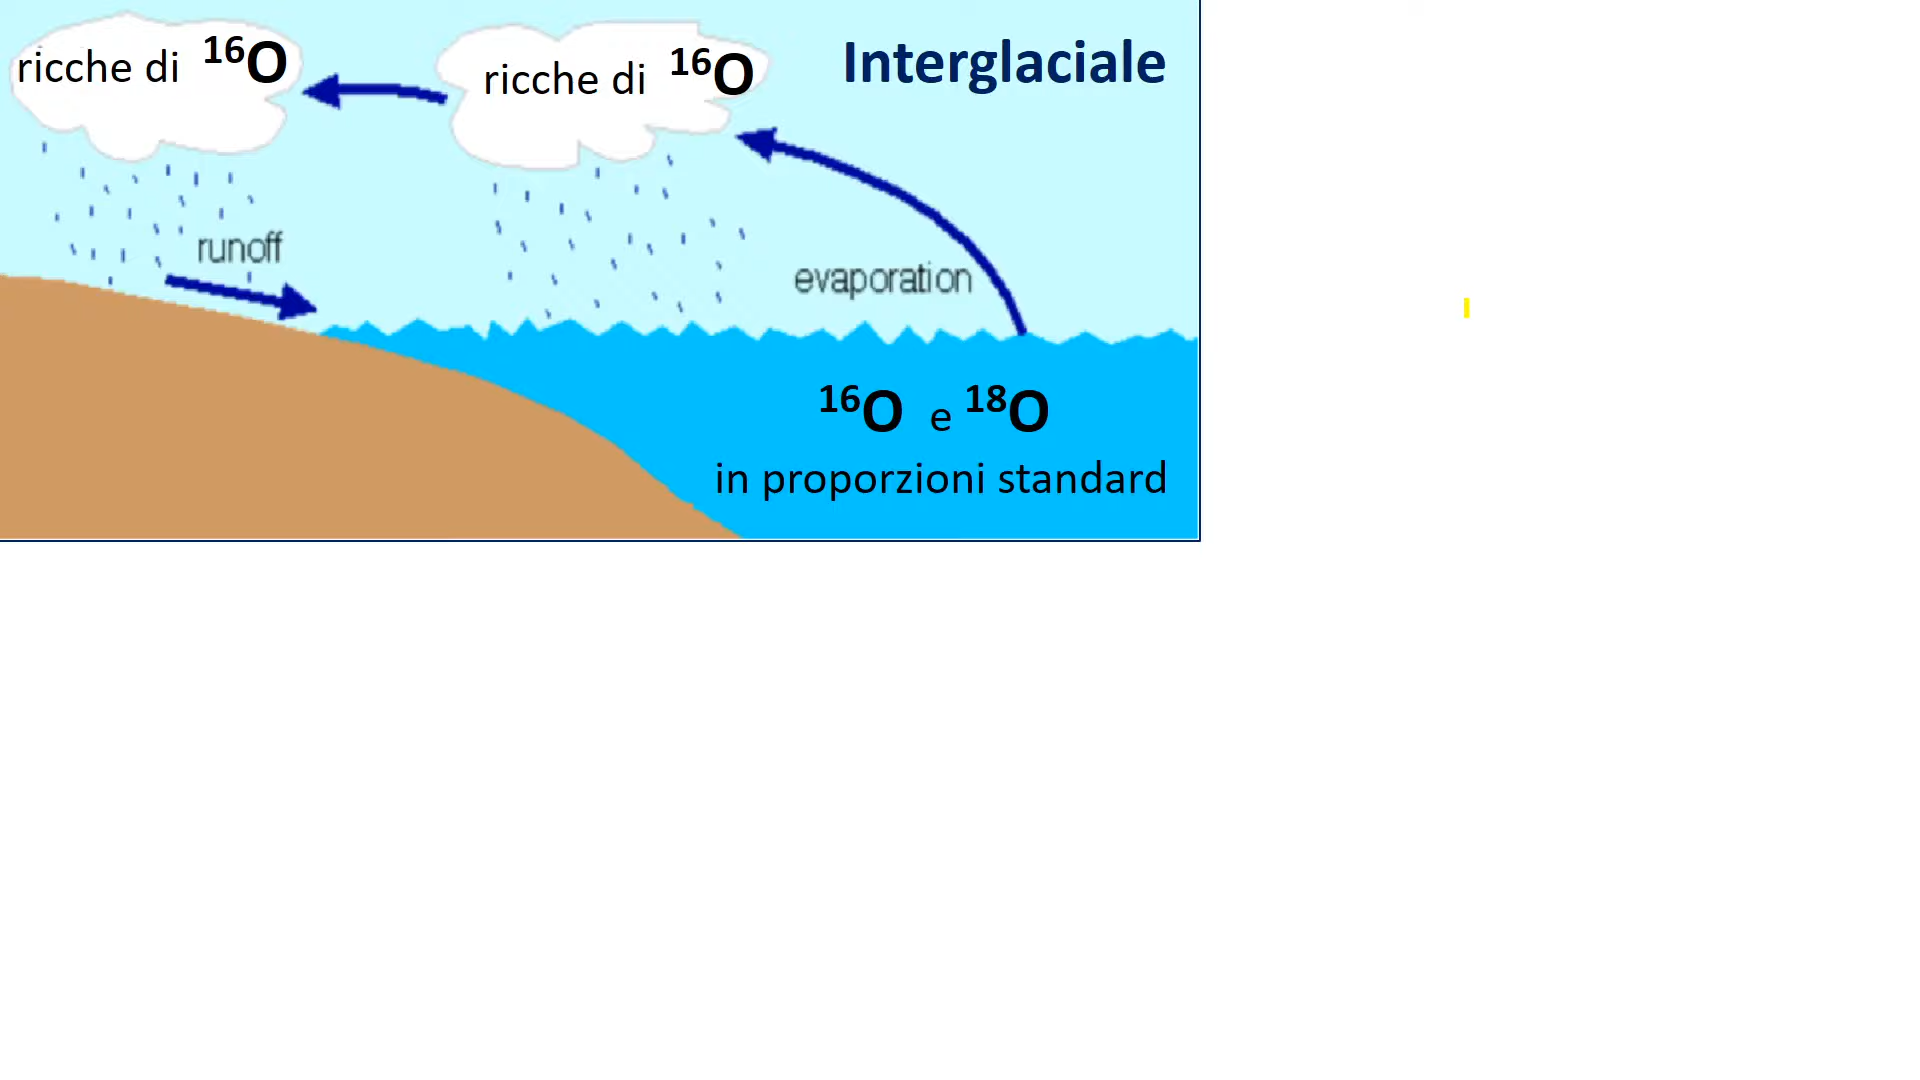 ricche di ¹⁶O
ricche di ¹⁶O
Interglaciale
runoff
evaporation
¹⁶O e ¹⁸O
in proporzioni standard